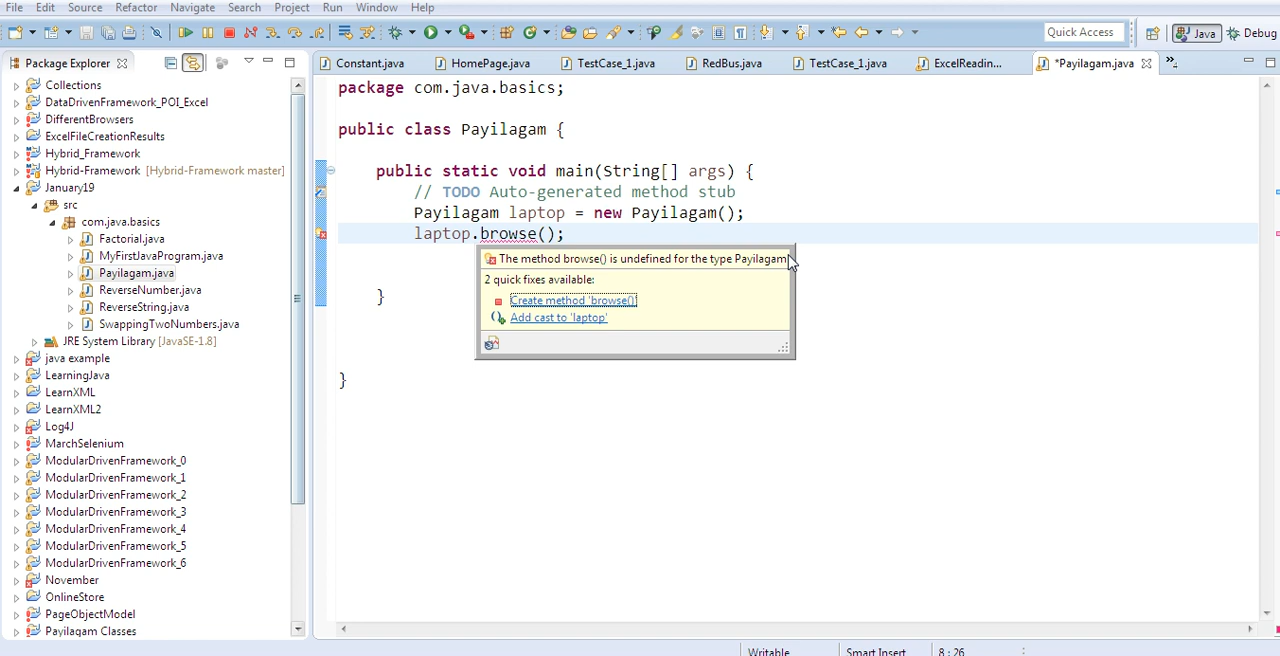 File Edit Source Refactor Navigate Search Project Run Window Help
Quick Access Java Debug
Package Explorer
Constant.java HomePage.java TestCase_1.java RedBus.java TestCase_1.java ExcelReadin... *Payilagam.java
Collections
DataDrivenFramework_POI_Excel
DifferentBrowsers
ExcelFileCreationResults
Hybrid_Framework
Hybrid-Framework [Hybrid-Framework master]
January19
src
com.java.basics
Factorial.java
MyFirstJavaProgram.java
Payilagam.java
ReverseNumber.java
ReverseString.java
SwappingTwoNumbers.java
JRE System Library [JavaSE-1.8]
java example
LearningJava
LearnXML
LearnXML2
Log4J
MarchSelenium
ModularDrivenFramework_0
ModularDrivenFramework_1
ModularDrivenFramework_2
ModularDrivenFramework_3
ModularDrivenFramework_4
ModularDrivenFramework_5
ModularDrivenFramework_6
November
OnlineStore
PageObjectModel
Payilagam Classes
package com.java.basics;
public class Payilagam {
public static void main(String[] args) {
// TODO Auto-generated method stub
Payilagam laptop = new Payilagam();
laptop.browse();
The method browse() is undefined for the type Payilagam
2 quick fixes available:
Create method 'browse()'
Add cast to 'laptop'
}
}
Writable Smart Insert 8 : 26